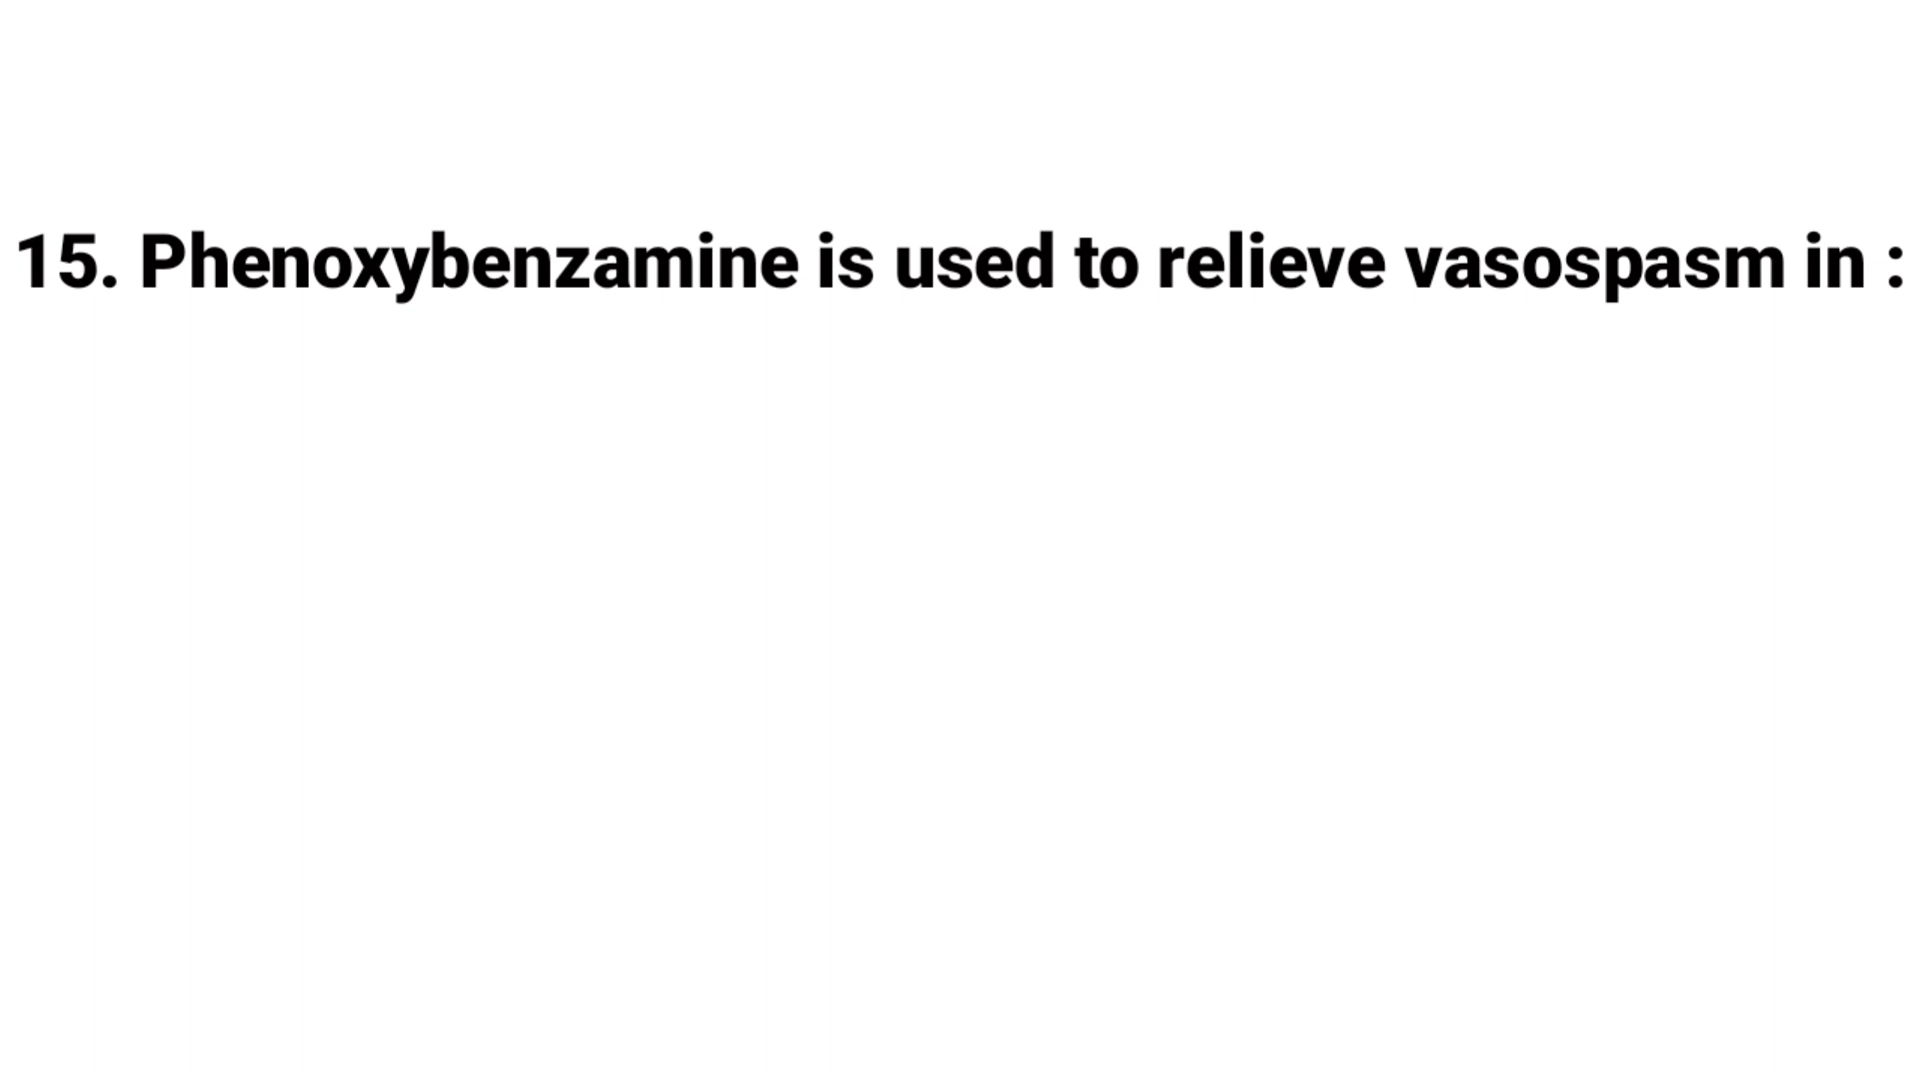 15. Phenoxybenzamine is used to relieve vasospasm in :